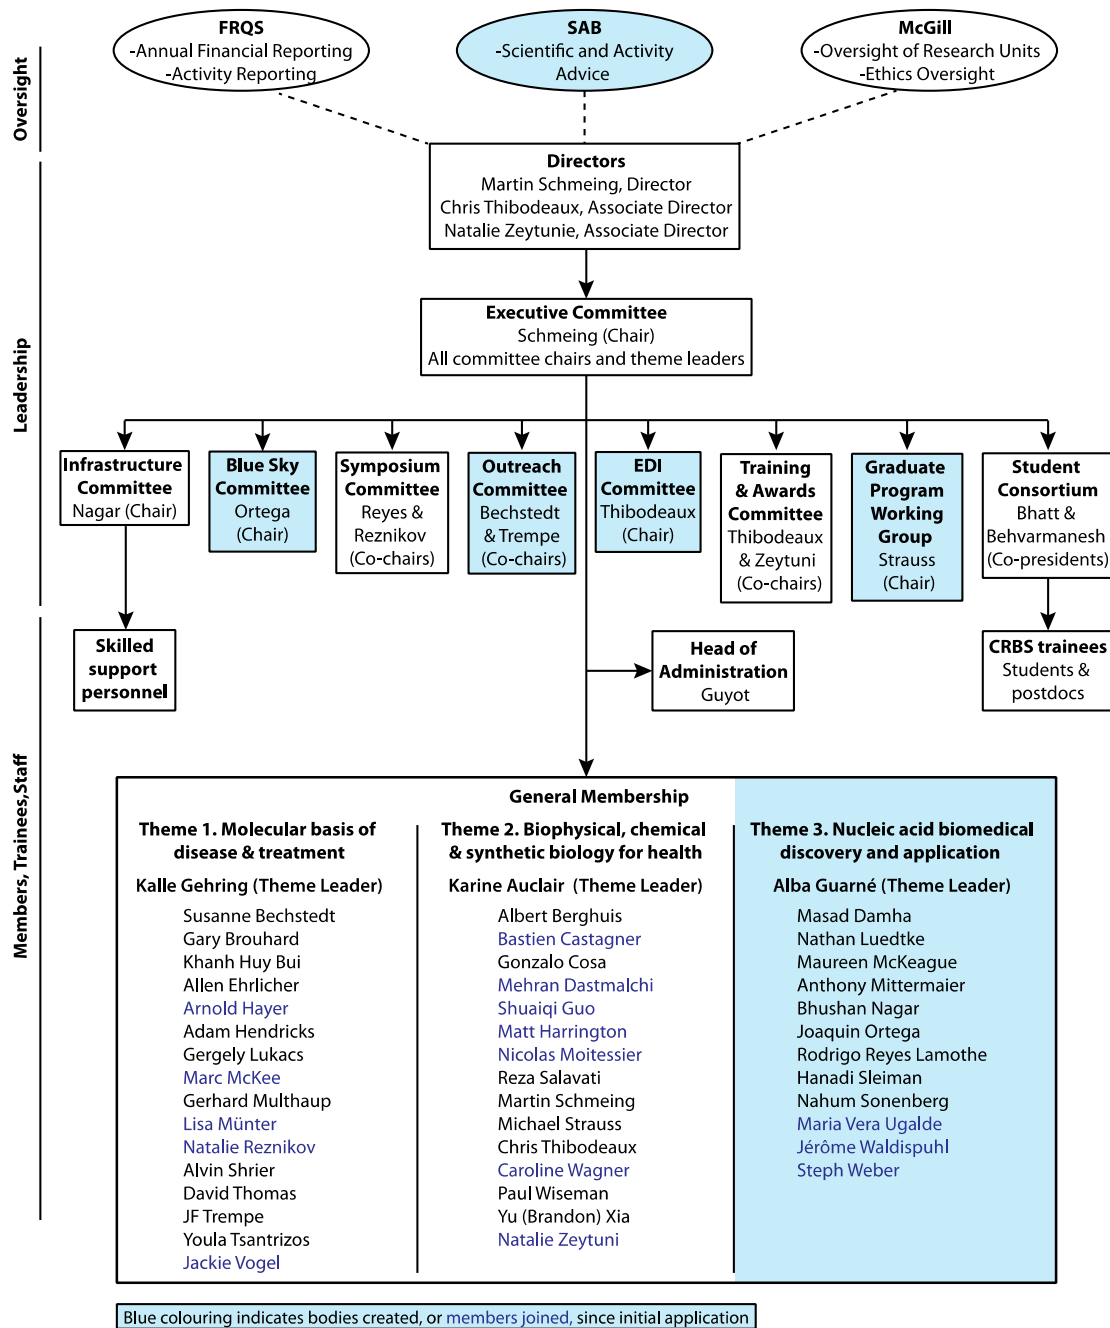 Oversight
FRQS
-Annual Financial Reporting
-Activity Reporting
SAB
-Scientific and Activity
Advice
McGill
-Oversight of Research Units
-Ethics Oversight
Leadership
Directors
Martin Schmeing, Director
Chris Thibodeaux, Associate Director
Natalie Zeytunie, Associate Director
Executive Committee
Schmeing (Chair)
All committee chairs and theme leaders
Infrastructure
Committee
Nagar (Chair)
Blue Sky
Committee
Ortega
(Chair)
Symposium
Committee
Reyes &
Reznikov
(Co-chairs)
Outreach
Committee
Bechstedt
& Trempe
(Co-chairs)
EDI
Committee
Thibodeaux
(Chair)
Training
& Awards
Committee
Thibodeaux
& Zeytuni
(Co-chairs)
Graduate
Program
Working
Group
Strauss
(Chair)
Student
Consortium
Bhatt &
Behvarmanesh
(Co-presidents)
Members, Trainees,Staff
Skilled
support
personnel
Head of
Administration
Guyot
CRBS trainees
Students &
postdocs
General Membership
Theme 1. Molecular basis of
disease & treatment
Kalle Gehring (Theme Leader)
Susanne Bechstedt
Gary Brouhard
Khanh Huy Bui
Allen Ehrlicher
Arnold Hayer
Adam Hendricks
Gergely Lukacs
Marc McKee
Gerhard Multhaup
Lisa Münter
Natalie Reznikov
Alvin Shrier
David Thomas
JF Trempe
Youla Tsantrizos
Jackie Vogel
Theme 2. Biophysical, chemical
& synthetic biology for health
Karine Auclair (Theme Leader)
Albert Berghuis
Bastien Castagner
Gonzalo Cosa
Mehran Dastmalchi
Shuaiqi Guo
Matt Harrington
Nicolas Moitessier
Reza Salavati
Martin Schmeing
Michael Strauss
Chris Thibodeaux
Caroline Wagner
Paul Wiseman
Yu (Brandon) Xia
Natalie Zeytuni
Theme 3. Nucleic acid biomedical
discovery and application
Alba Guarné (Theme Leader)
Masad Damha
Nathan Luedtke
Maureen McKeague
Anthony Mittermaier
Bhushan Nagar
Joaquin Ortega
Rodrigo Reyes Lamothe
Hanadi Sleiman
Nahum Sonenberg
Maria Vera Ugalde
Jérôme Waldispuhl
Steph Weber
Blue colouring indicates bodies created, or members joined, since initial application